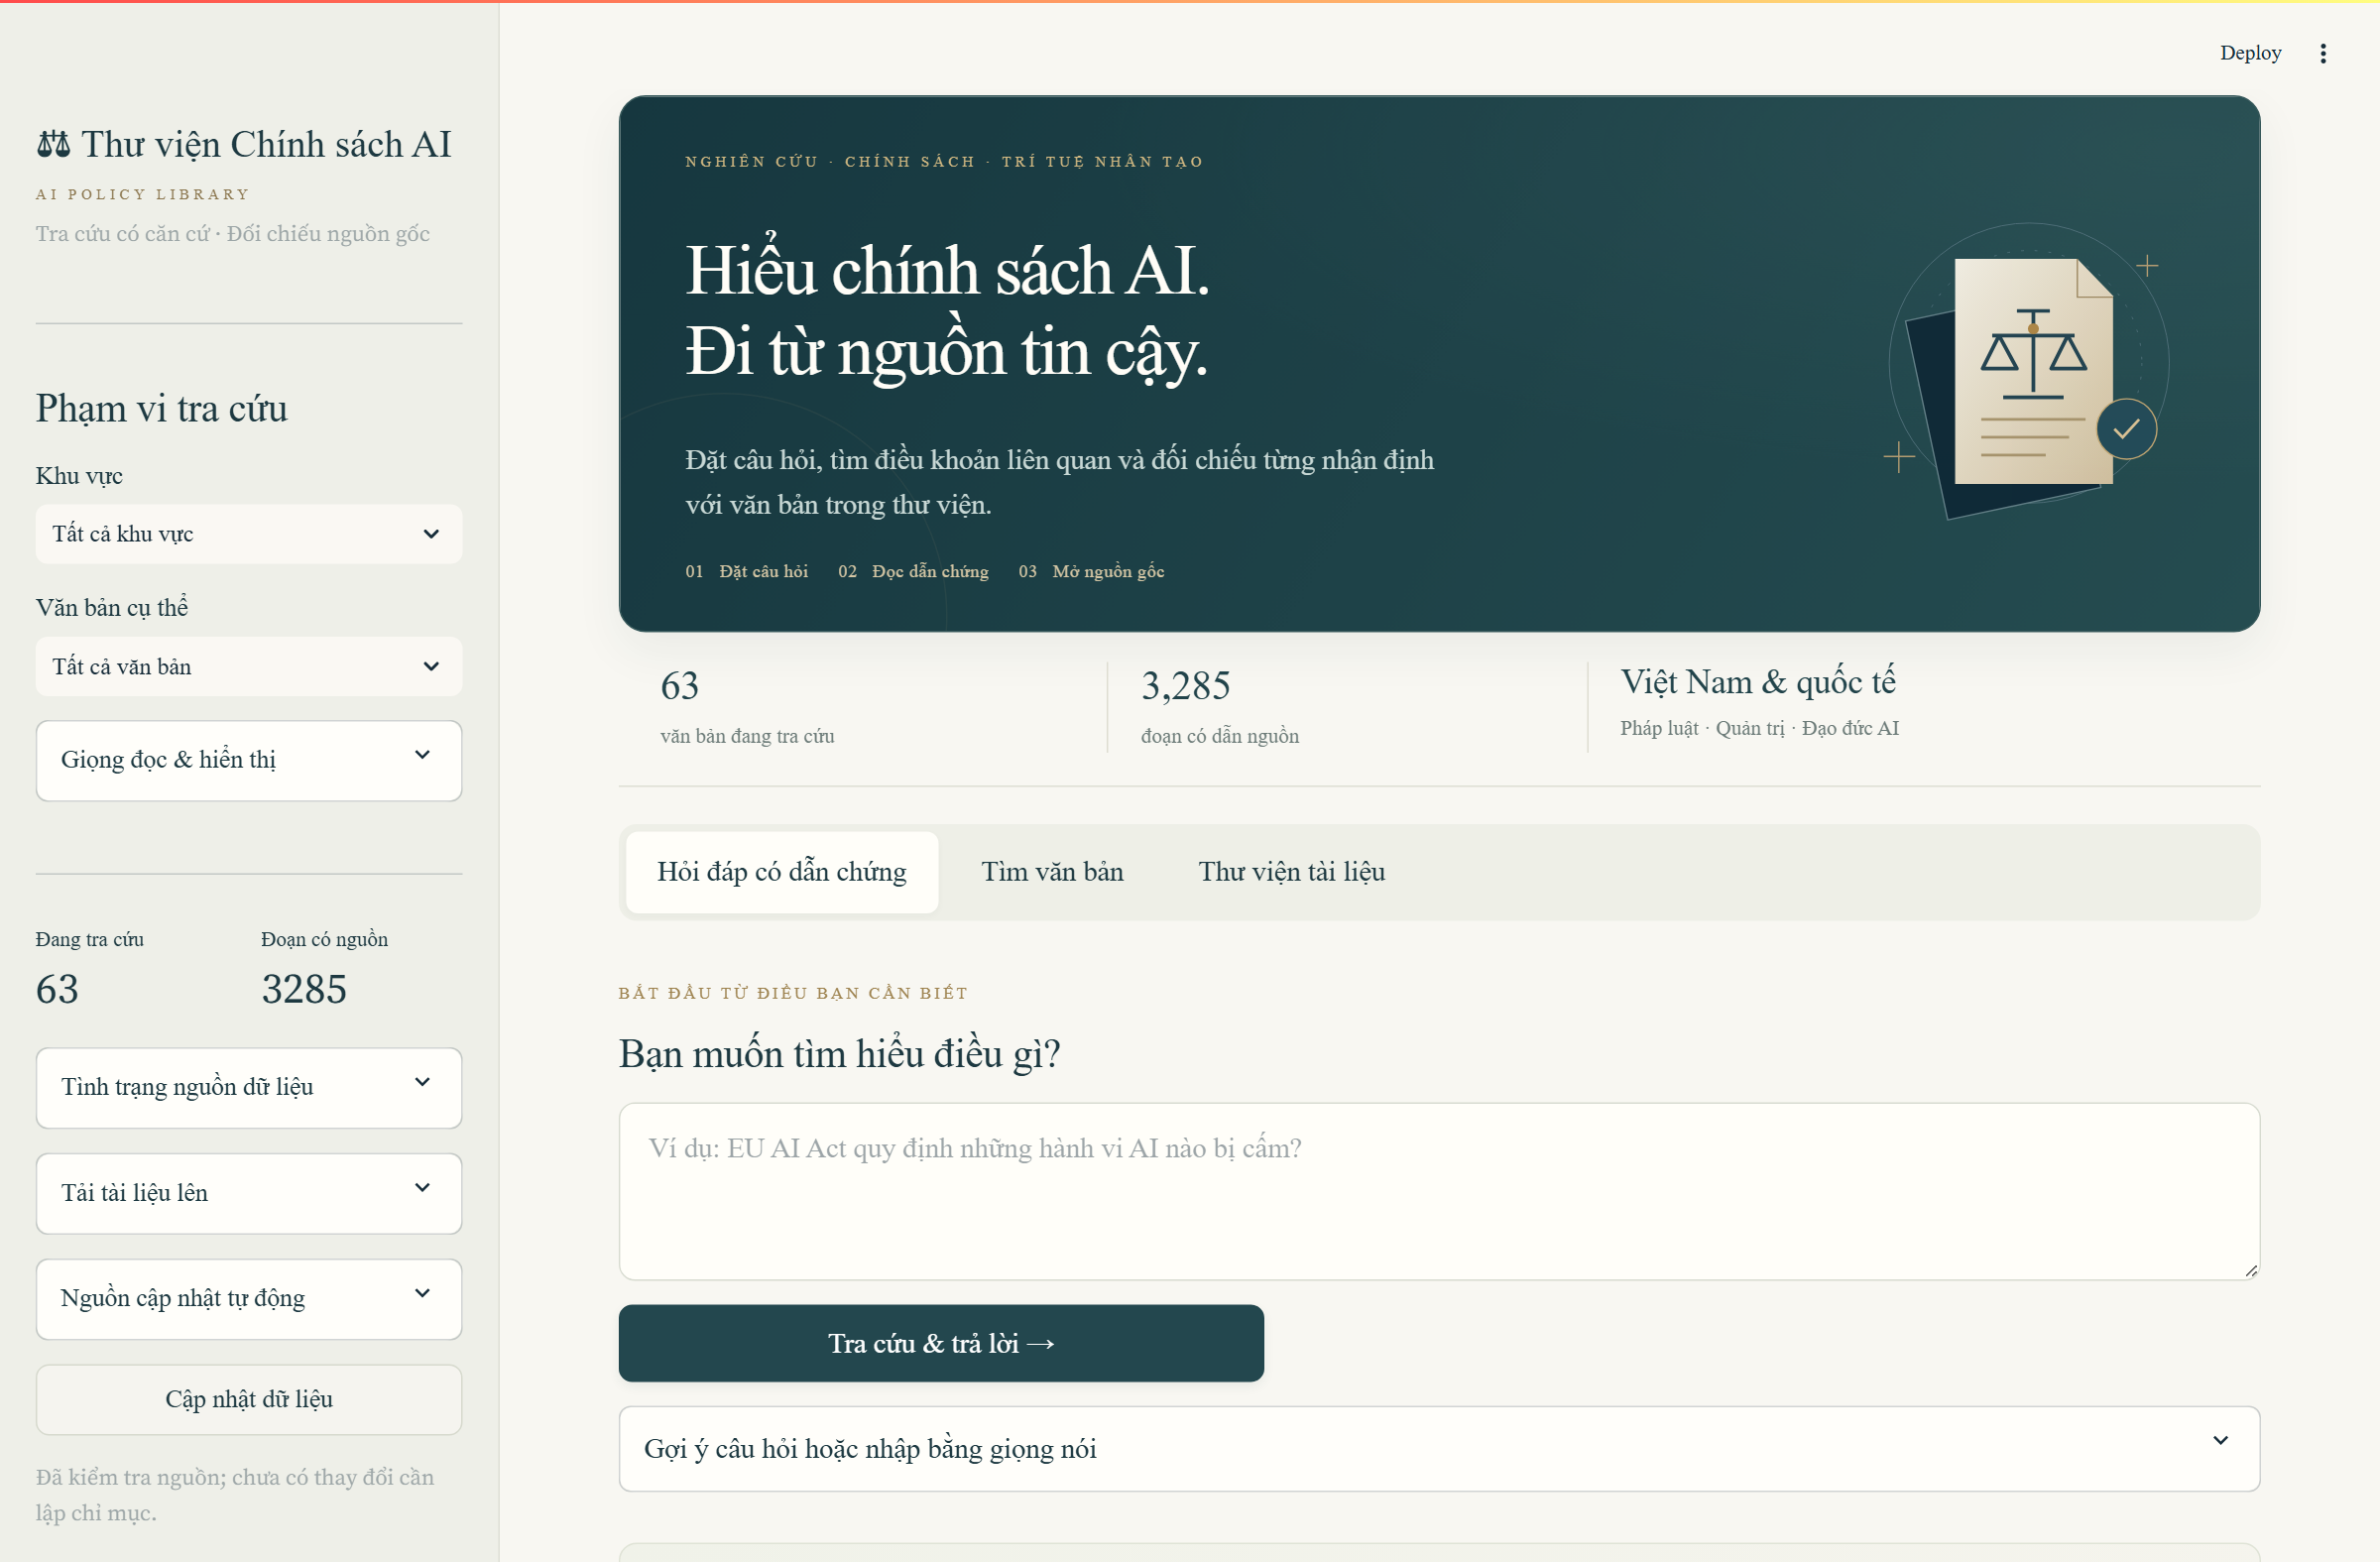 Deploy
Thư viện Chính sách AI
AI POLICY LIBRARY
Tra cứu có căn cứ · Đối chiếu nguồn gốc
Phạm vi tra cứu
Khu vực
Tất cả khu vực
Văn bản cụ thể
Tất cả văn bản
Giọng đọc & hiển thị
Đang tra cứu
63
Đoạn có nguồn
3285
Tình trạng nguồn dữ liệu
Tải tài liệu lên
Nguồn cập nhật tự động
Cập nhật dữ liệu
Đã kiểm tra nguồn; chưa có thay đổi cần
lập chỉ mục.
NGHIÊN CỨU · CHÍNH SÁCH · TRÍ TUỆ NHÂN TẠO
Hiểu chính sách AI.
Đi từ nguồn tin cậy.
Đặt câu hỏi, tìm điều khoản liên quan và đối chiếu từng nhận định
với văn bản trong thư viện.
01 Đặt câu hỏi 02 Đọc dẫn chứng 03 Mở nguồn gốc
63
văn bản đang tra cứu
3,285
đoạn có dẫn nguồn
Việt Nam & quốc tế
Pháp luật · Quản trị · Đạo đức AI
Hỏi đáp có dẫn chứng
Tìm văn bản
Thư viện tài liệu
BẮT ĐẦU TỪ ĐIỀU BẠN CẦN BIẾT
Bạn muốn tìm hiểu điều gì?
Ví dụ: EU AI Act quy định những hành vi AI nào bị cấm?
Tra cứu & trả lời →
Gợi ý câu hỏi hoặc nhập bằng giọng nói